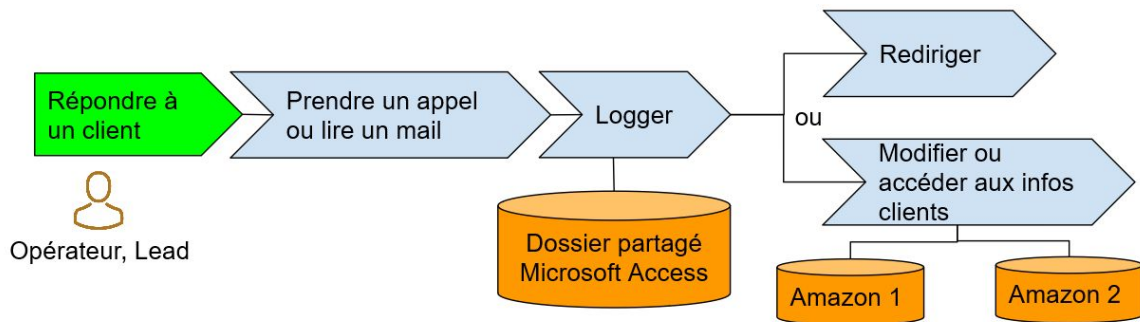 Répondre à
un client
Opérateur, Lead
Prendre un appel
ou lire un mail
Logger
Dossier partagé
Microsoft Access
ou
Rediriger
Modifier ou
accéder aux infos
clients
Amazon 1
Amazon 2